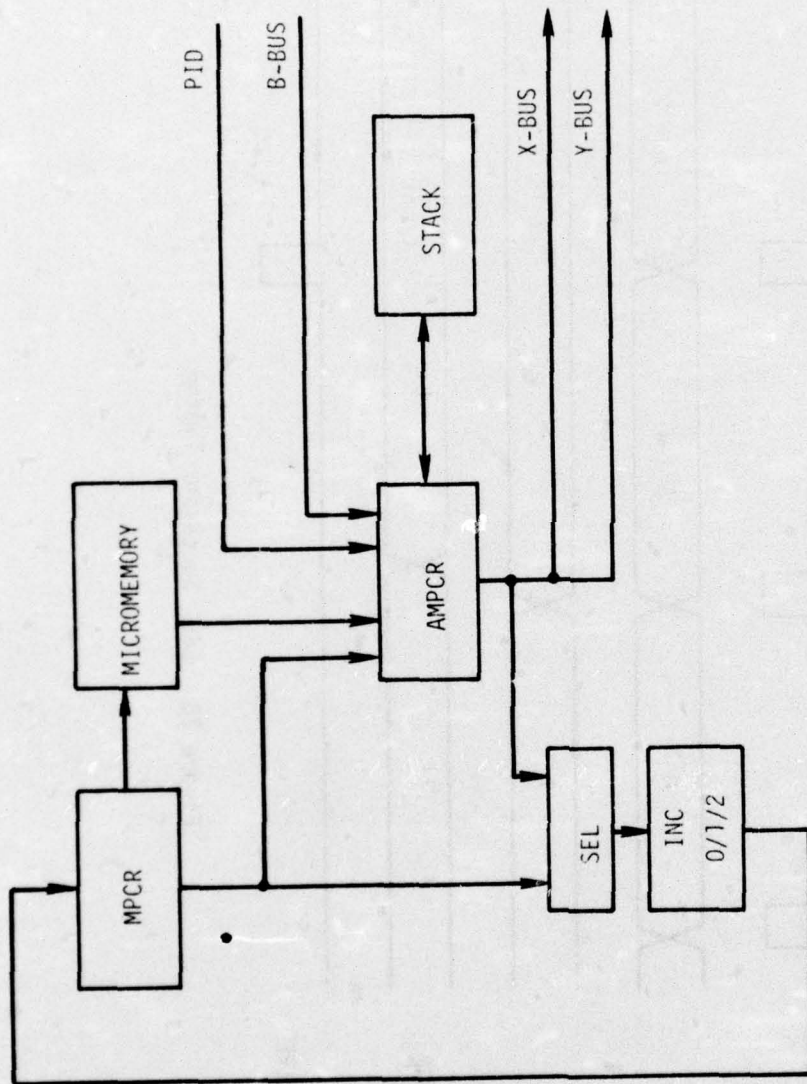 PID
B-BUS
MICROMEMORY
MPCR
STACK
AMPCR
X-BUS
Y-BUS
SEL
INC
0/1/2